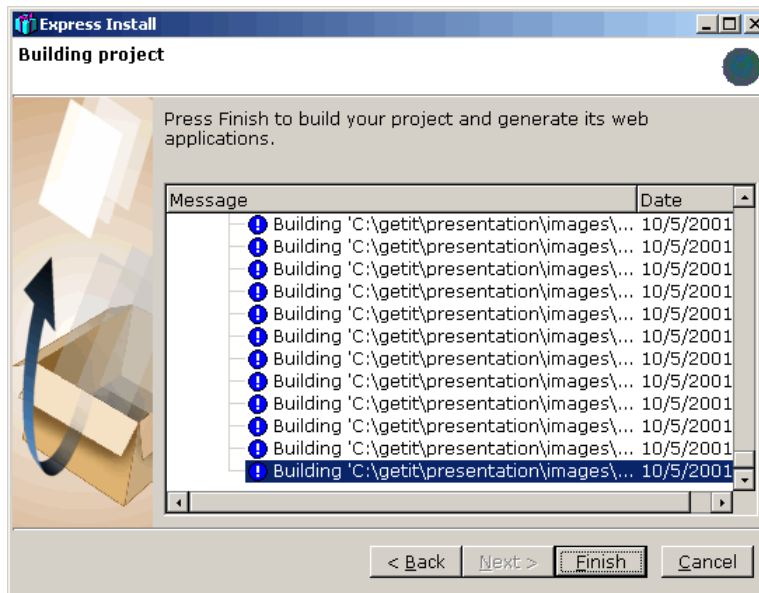 Express Install
Building project
Press Finish to build your project and generate its web
applications.
Message Date
Building 'C:\getit\presentation\images\... 10/5/2001
Building 'C:\getit\presentation\images\... 10/5/2001
Building 'C:\getit\presentation\images\... 10/5/2001
Building 'C:\getit\presentation\images\... 10/5/2001
Building 'C:\getit\presentation\images\... 10/5/2001
Building 'C:\getit\presentation\images\... 10/5/2001
Building 'C:\getit\presentation\images\... 10/5/2001
Building 'C:\getit\presentation\images\... 10/5/2001
Building 'C:\getit\presentation\images\... 10/5/2001
Building 'C:\getit\presentation\images\... 10/5/2001
Building 'C:\getit\presentation\images\... 10/5/2001
Building 'C:\getit\presentation\images\... 10/5/2001
< Back Next > Finish Cancel